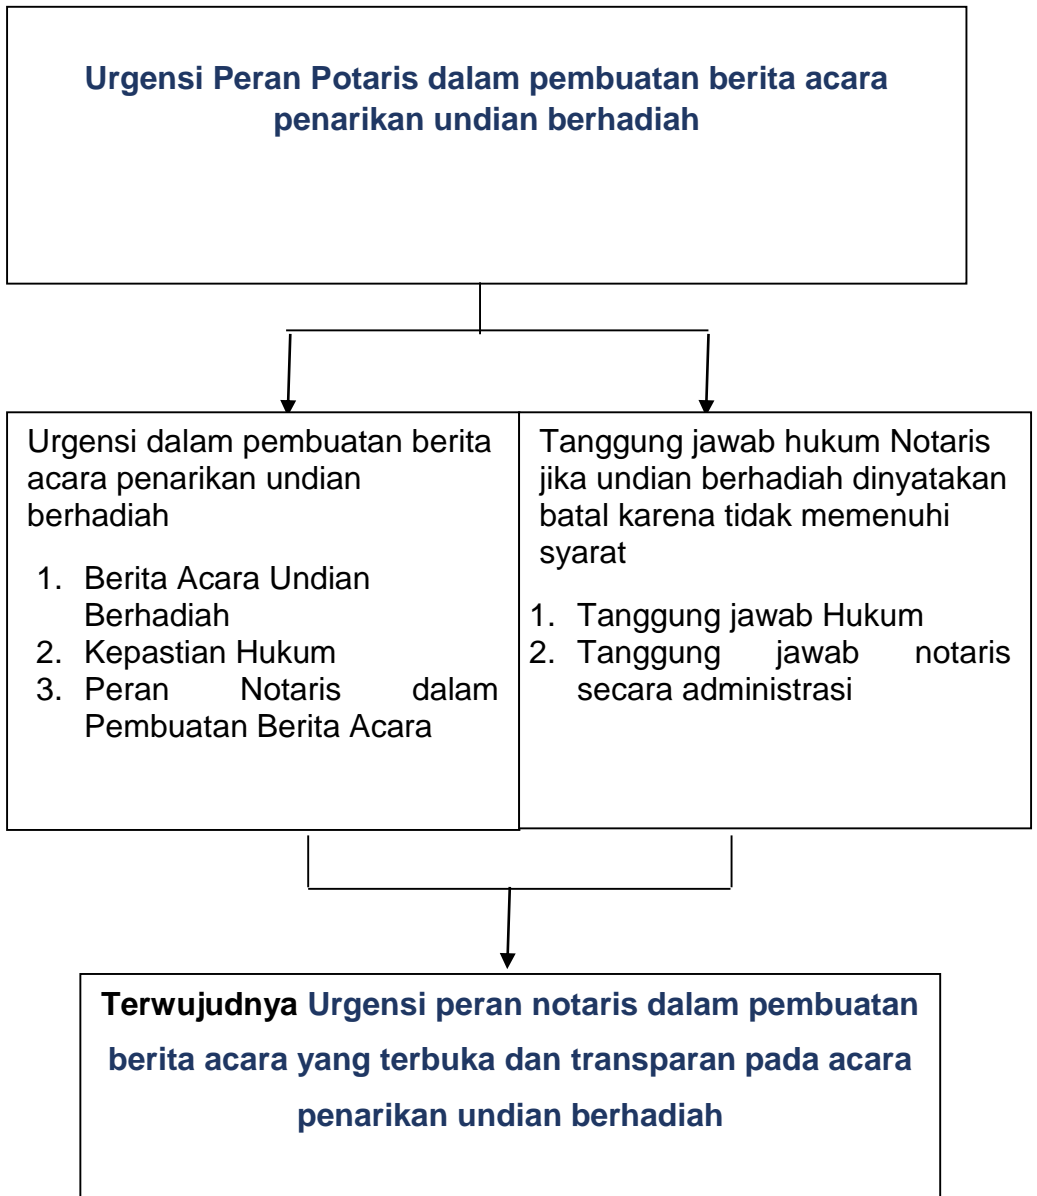 Urgensi Peran Potaris dalam pembuatan berita acara
penarikan undian berhadiah
Urgensi dalam pembuatan berita
acara penarikan undian
berhadiah
1. Berita Acara Undian
Berhadiah
2. Kepastian Hukum
3. Peran Notaris dalam
Pembuatan Berita Acara
Tanggung jawab hukum Notaris
jika undian berhadiah dinyatakan
batal karena tidak memenuhi
syarat
1. Tanggung jawab Hukum
2. Tanggung jawab notaris
secara administrasi
Terwujudnya Urgensi peran notaris dalam pembuatan
berita acara yang terbuka dan transparan pada acara
penarikan undian berhadiah